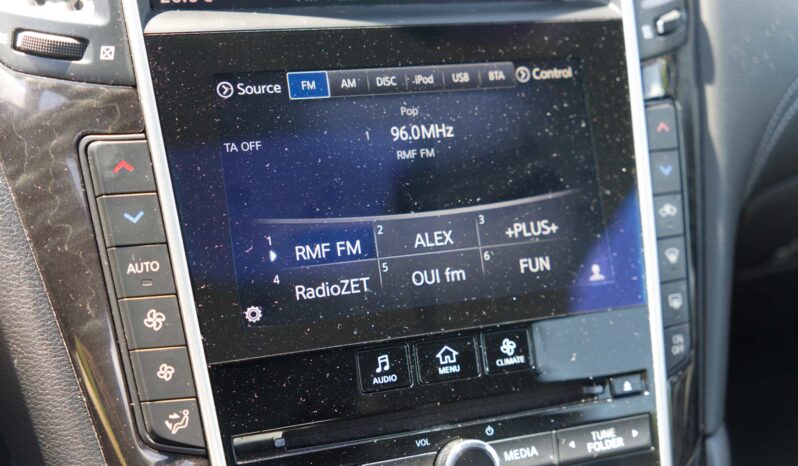 Source FM AM DISC iPod USB BTA Control
Pop
1 96.0MHz
TA OFF
RMF FM
1 RMF FM 2 ALEX 3 +PLUS+
4 RadioZET 5 OUI fm 6 FUN
AUTO
AUDIO MENU CLIMATE
ON
OFF
VOL
MEDIA
TUNE
FOLDER